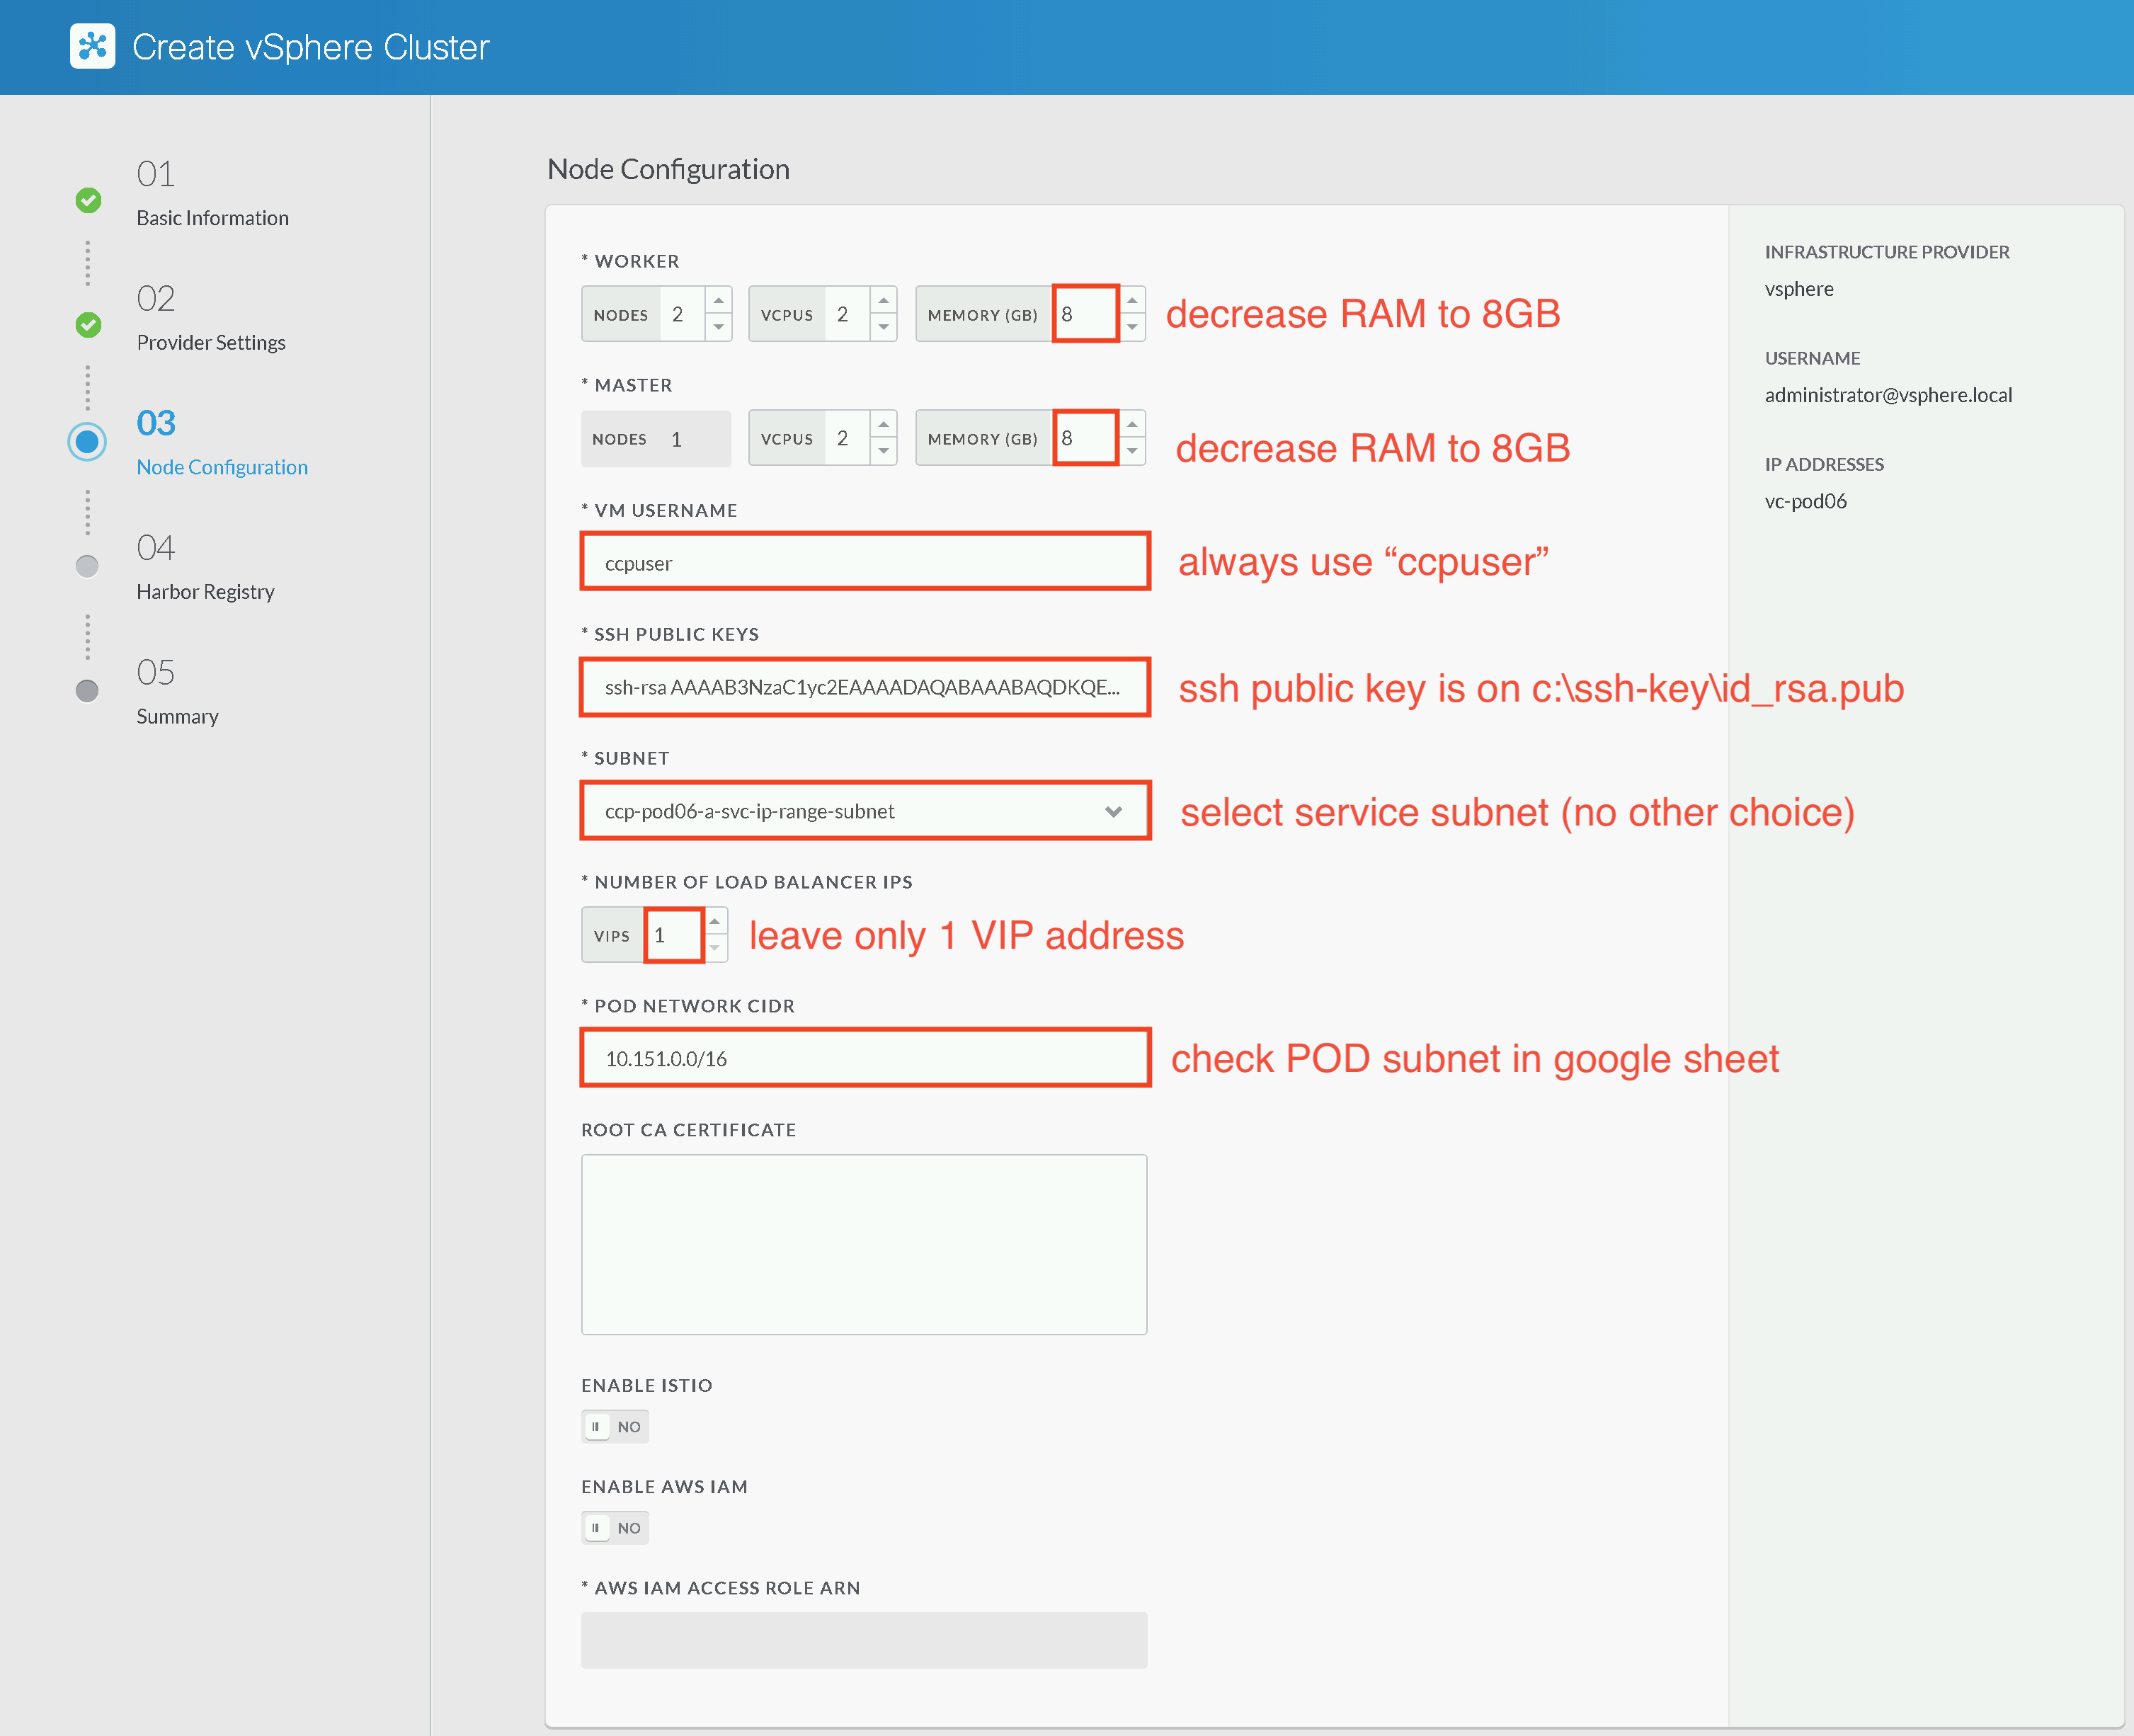 Create vSphere Cluster
01
Basic Information
02
Provider Settings
03
Node Configuration
04
Harbor Registry
05
Summary
Node Configuration
* WORKER
NODES 2 VCPUS 2 MEMORY (GB) 8 decrease RAM to 8GB
* MASTER
NODES 1 VCPUS 2 MEMORY (GB) 8 decrease RAM to 8GB
* VM USERNAME
ccpuser always use “ccpuser”
* SSH PUBLIC KEYS
ssh-rsa AAAAB3NzaC1yc2EAAAADAQABAAABAQDKQE... ssh public key is on c:\ssh-key\id_rsa.pub
* SUBNET
ccp-pod06-a-svc-ip-range-subnet select service subnet (no other choice)
* NUMBER OF LOAD BALANCER IPS
VIPS 1 leave only 1 VIP address
* POD NETWORK CIDR
10.151.0.0/16 check POD subnet in google sheet
ROOT CA CERTIFICATE
ENABLE ISTIO
NO
ENABLE AWS IAM
NO
* AWS IAM ACCESS ROLE ARN
INFRASTRUCTURE PROVIDER
vsphere
USERNAME
administrator@vsphere.local
IP ADDRESSES
vc-pod06